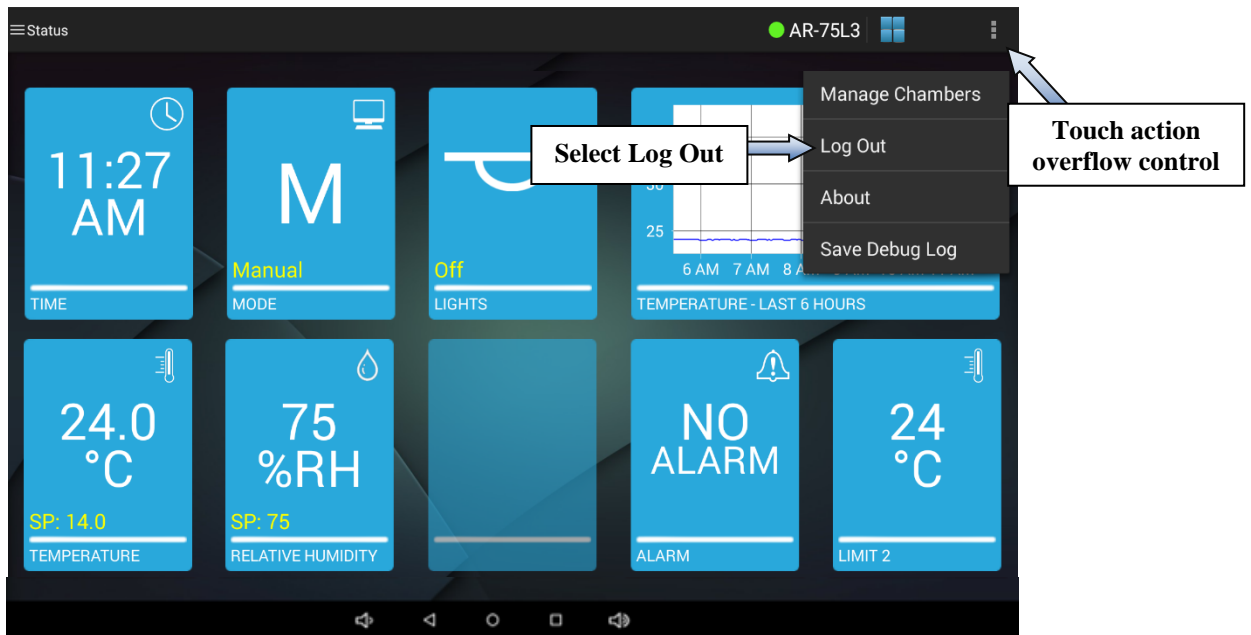 Status
AR-75L3
Manage Chambers
Log Out
About
Save Debug Log
Touch action
overflow control
Select Log Out
11:27
AM
TIME
M
Manual
MODE
Off
LIGHTS
25
6 AM 7 AM 8
TEMPERATURE - LAST 6 HOURS
24.0
°C
SP: 14.0
TEMPERATURE
75
%RH
SP: 75
RELATIVE HUMIDITY
NO
ALARM
ALARM
24
°C
LIMIT 2